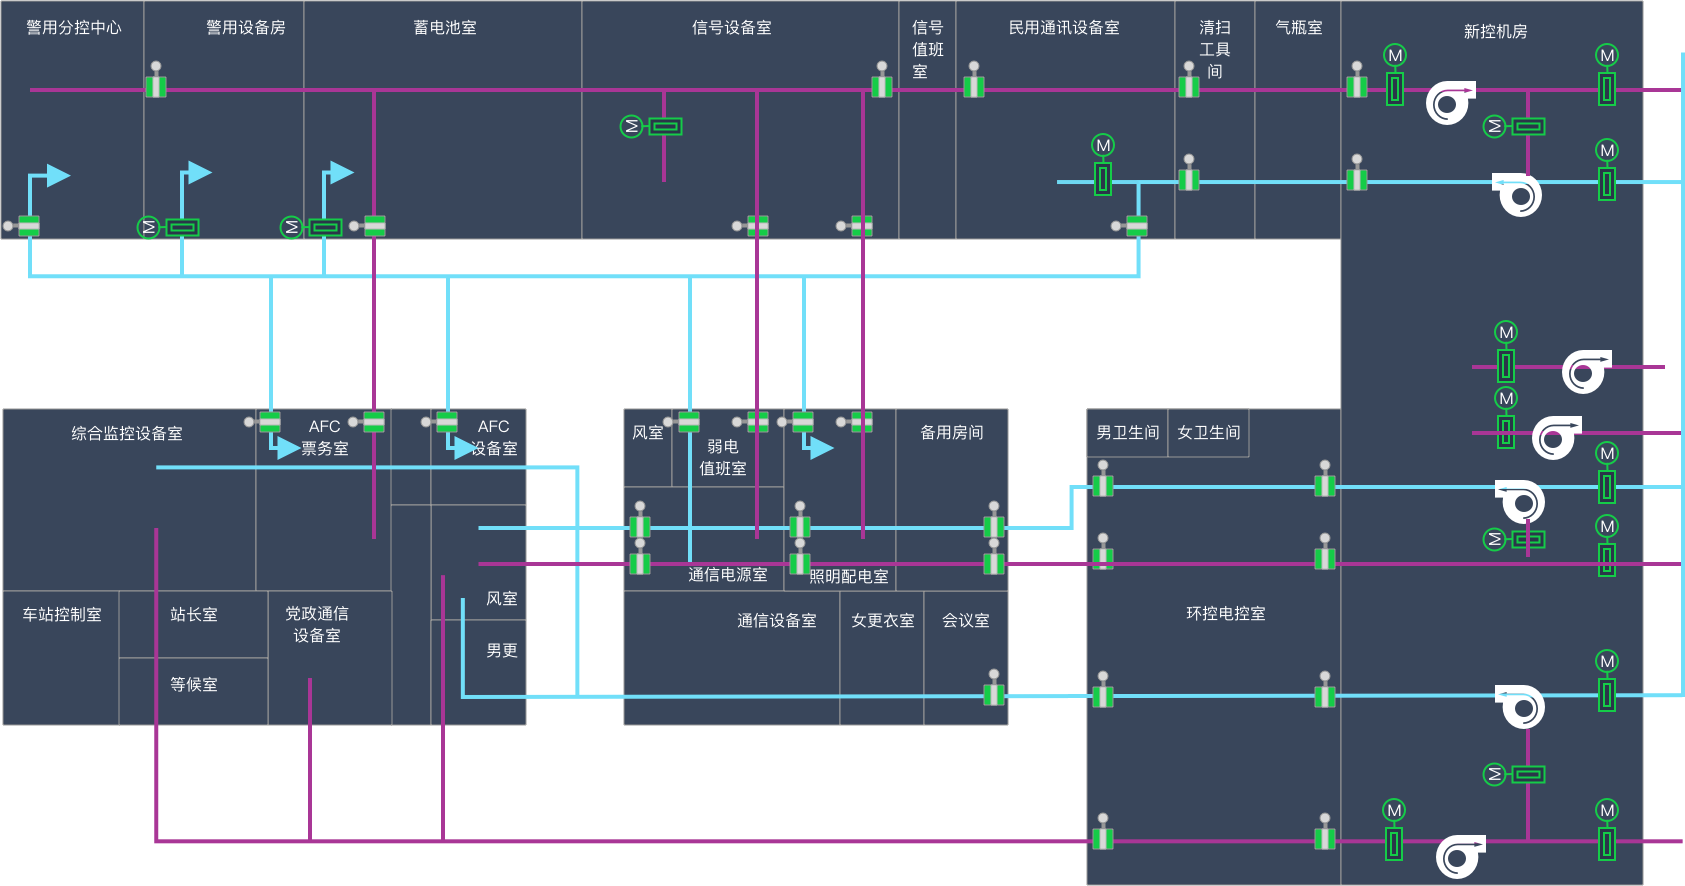 警用分控中心
警用设备房
蓄电池室
信号设备室
信号
值班
室
民用通讯设备室
清扫
工具
间
气瓶室
新控机房
M
M
M
M
M
M
M
M
M
M
M
综合监控设备室
AFC
票务室
AFC
设备室
风室
弱电
值班室
备用房间
男卫生间
女卫生间
M
M
M
通信电源室
照明配电室
风室
车站控制室
站长室
党政通信
设备室
男更
通信设备室
女更衣室
会议室
环控电控室
等候室
M
M
M
M